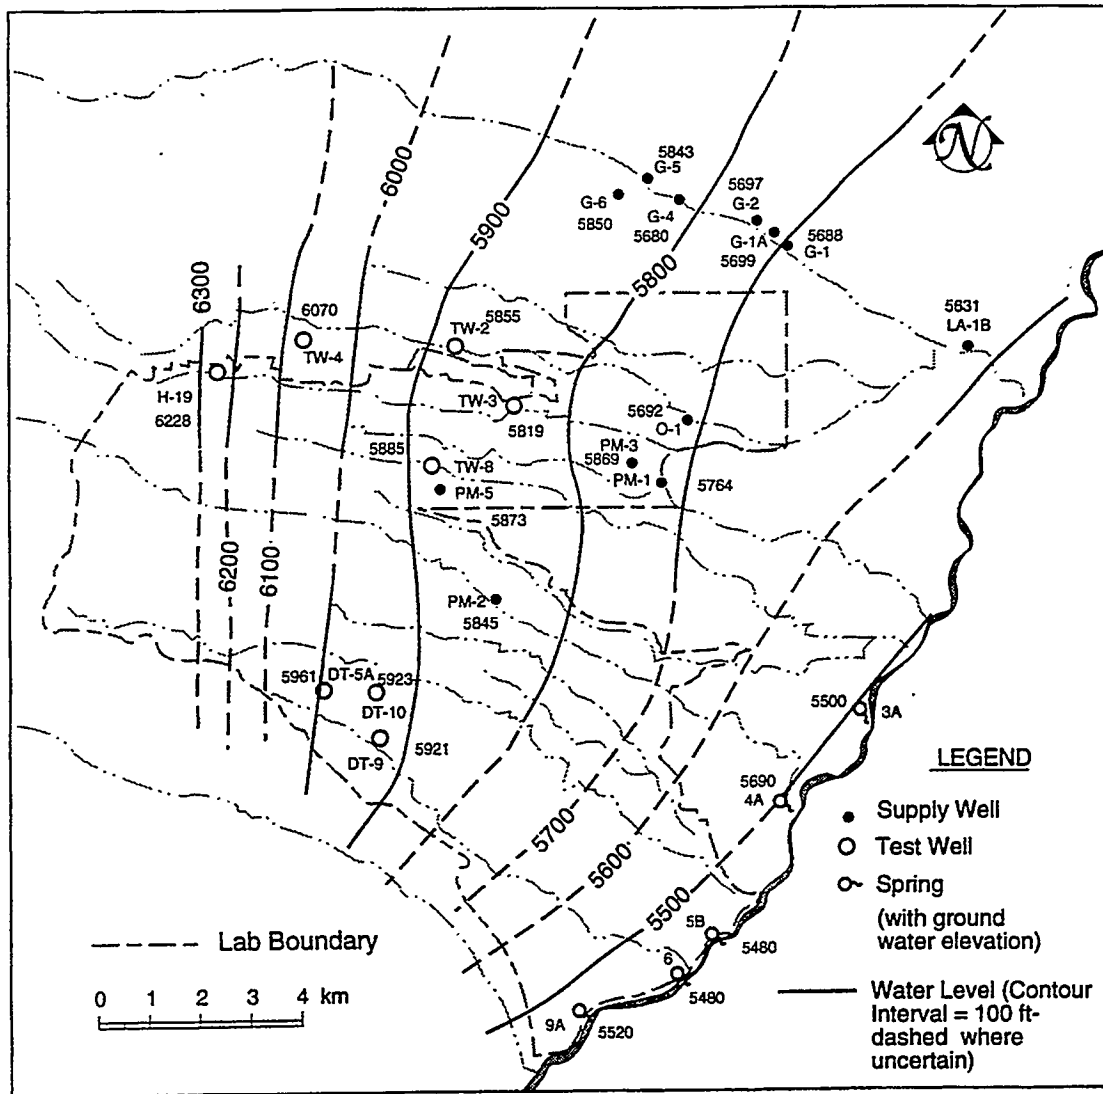 6000
5843
G-5
G-6
5850
G-4
5680
5697
G-2
G-1A
5699
5688
G-1
N
5900
5800
6300
6070
TW-4
5855
TW-2
5631
LA-1B
H-19
6228
TW-3
5819
5692
O-1
5885
TW-8
PM-5
5873
PM-3
5869
PM-1
5764
6200
6100
PM-2
5845
5961
DT-5A
5923
DT-10
DT-9
5921
5500
3A
5690
4A
5700
5600
5500
5B
5480
6
5480
9A
5520
LEGEND
Supply Well
Test Well
Spring
(with ground
water elevation)
Water Level (Contour
Interval = 100 ft-
dashed where
uncertain)
Lab Boundary
0 1 2 3 4 km